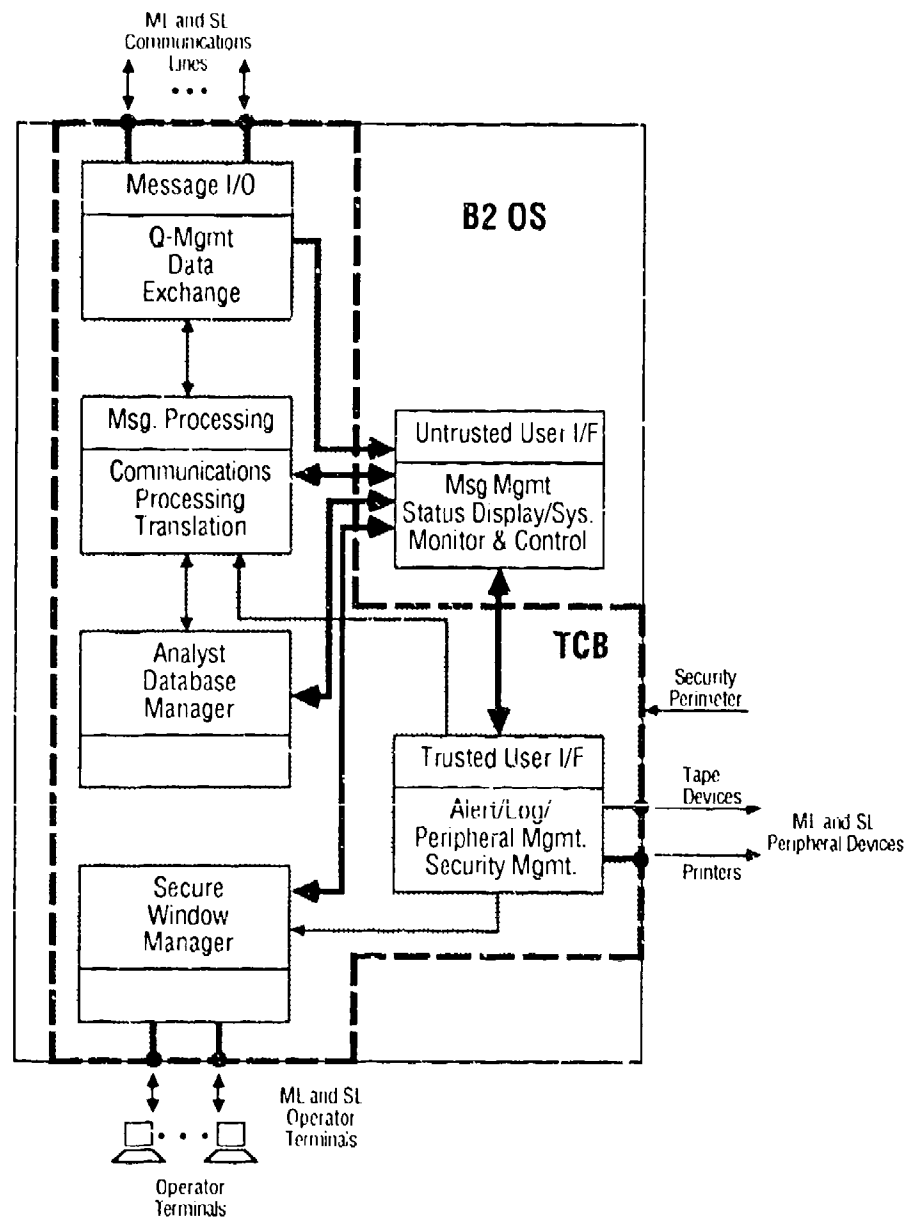 ML and SL
Communications
Lines
Message I/O
Q-Mgmt
Data
Exchange
B2 OS
Msg. Processing
Communications
Processing
Translation
Untrusted User I/F
Msg Mgmt
Status Display/Sys.
Monitor & Control
Analyst
Database
Manager
TCB
Security
Perimeter
Trusted User I/F
Alert/Log/
Peripheral Mgmt.
Security Mgmt.
Tape
Devices
ML and SL
Peripheral Devices
Printers
Secure
Window
Manager
ML and SL
Operator
Terminals
Operator
Terminals